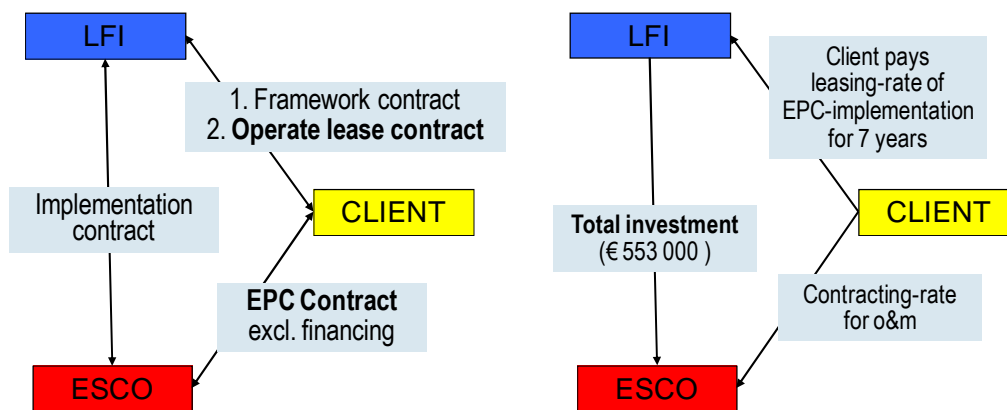 LFI
1. Framework contract
2. Operate lease contract
Implementation
contract
CLIENT
EPC Contract
excl. financing
ESCO
LFI
Client pays
leasing-rate of
EPC-implementation
for 7 years
Total investment
(€ 553 000 )
CLIENT
Contracting-rate
for o&m
ESCO